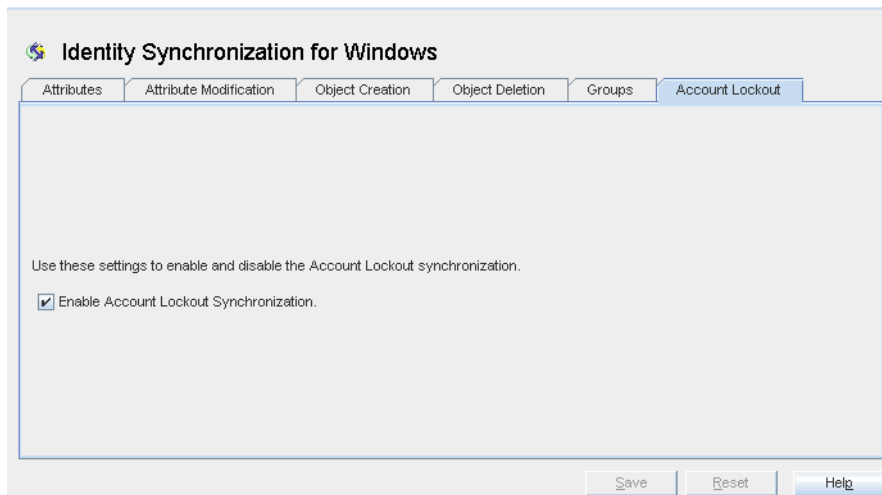 Identity Synchronization for Windows
Attributes Attribute Modification Object Creation Object Deletion Groups Account Lockout
Use these settings to enable and disable the Account Lockout synchronization.
Enable Account Lockout Synchronization.
Save Reset Help